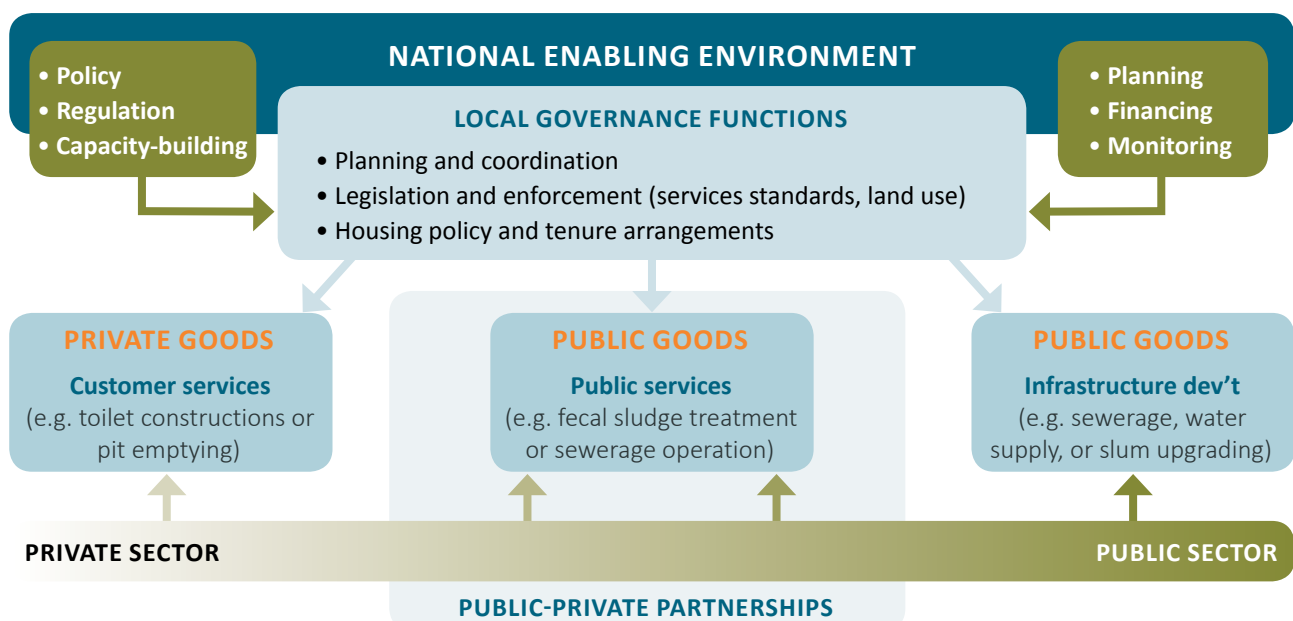 NATIONAL ENABLING ENVIRONMENT
• Policy
• Regulation
• Capacity-building
• Planning
• Financing
• Monitoring
LOCAL GOVERNANCE FUNCTIONS
• Planning and coordination
• Legislation and enforcement (services standards, land use)
• Housing policy and tenure arrangements
PRIVATE GOODS
Customer services
(e.g. toilet constructions or
pit emptying)
PUBLIC GOODS
Public services
(e.g. fecal sludge treatment
or sewerage operation)
PUBLIC GOODS
Infrastructure dev’t
(e.g. sewerage, water
supply, or slum upgrading)
PRIVATE SECTOR
PUBLIC SECTOR
PUBLIC-PRIVATE PARTNERSHIPS